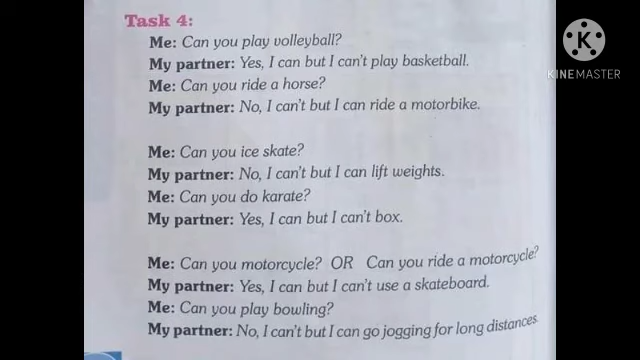 Task 4:
Me: Can you play volleyball?
My partner: Yes, I can but I can't play basketball.
Me: Can you ride a horse?
My partner: No, I can't but I can ride a motorbike.
Me: Can you ice skate?
My partner: No, I can't but I can lift weights.
Me: Can you do karate?
My partner: Yes, I can but I can't box.
Me: Can you motorcycle? OR Can you ride a motorcycle?
My partner: Yes, I can but I can't use a skateboard.
Me: Can you play bowling?
My partner: No, I can't but I can go jogging for long distances.
K
KINEMASTER